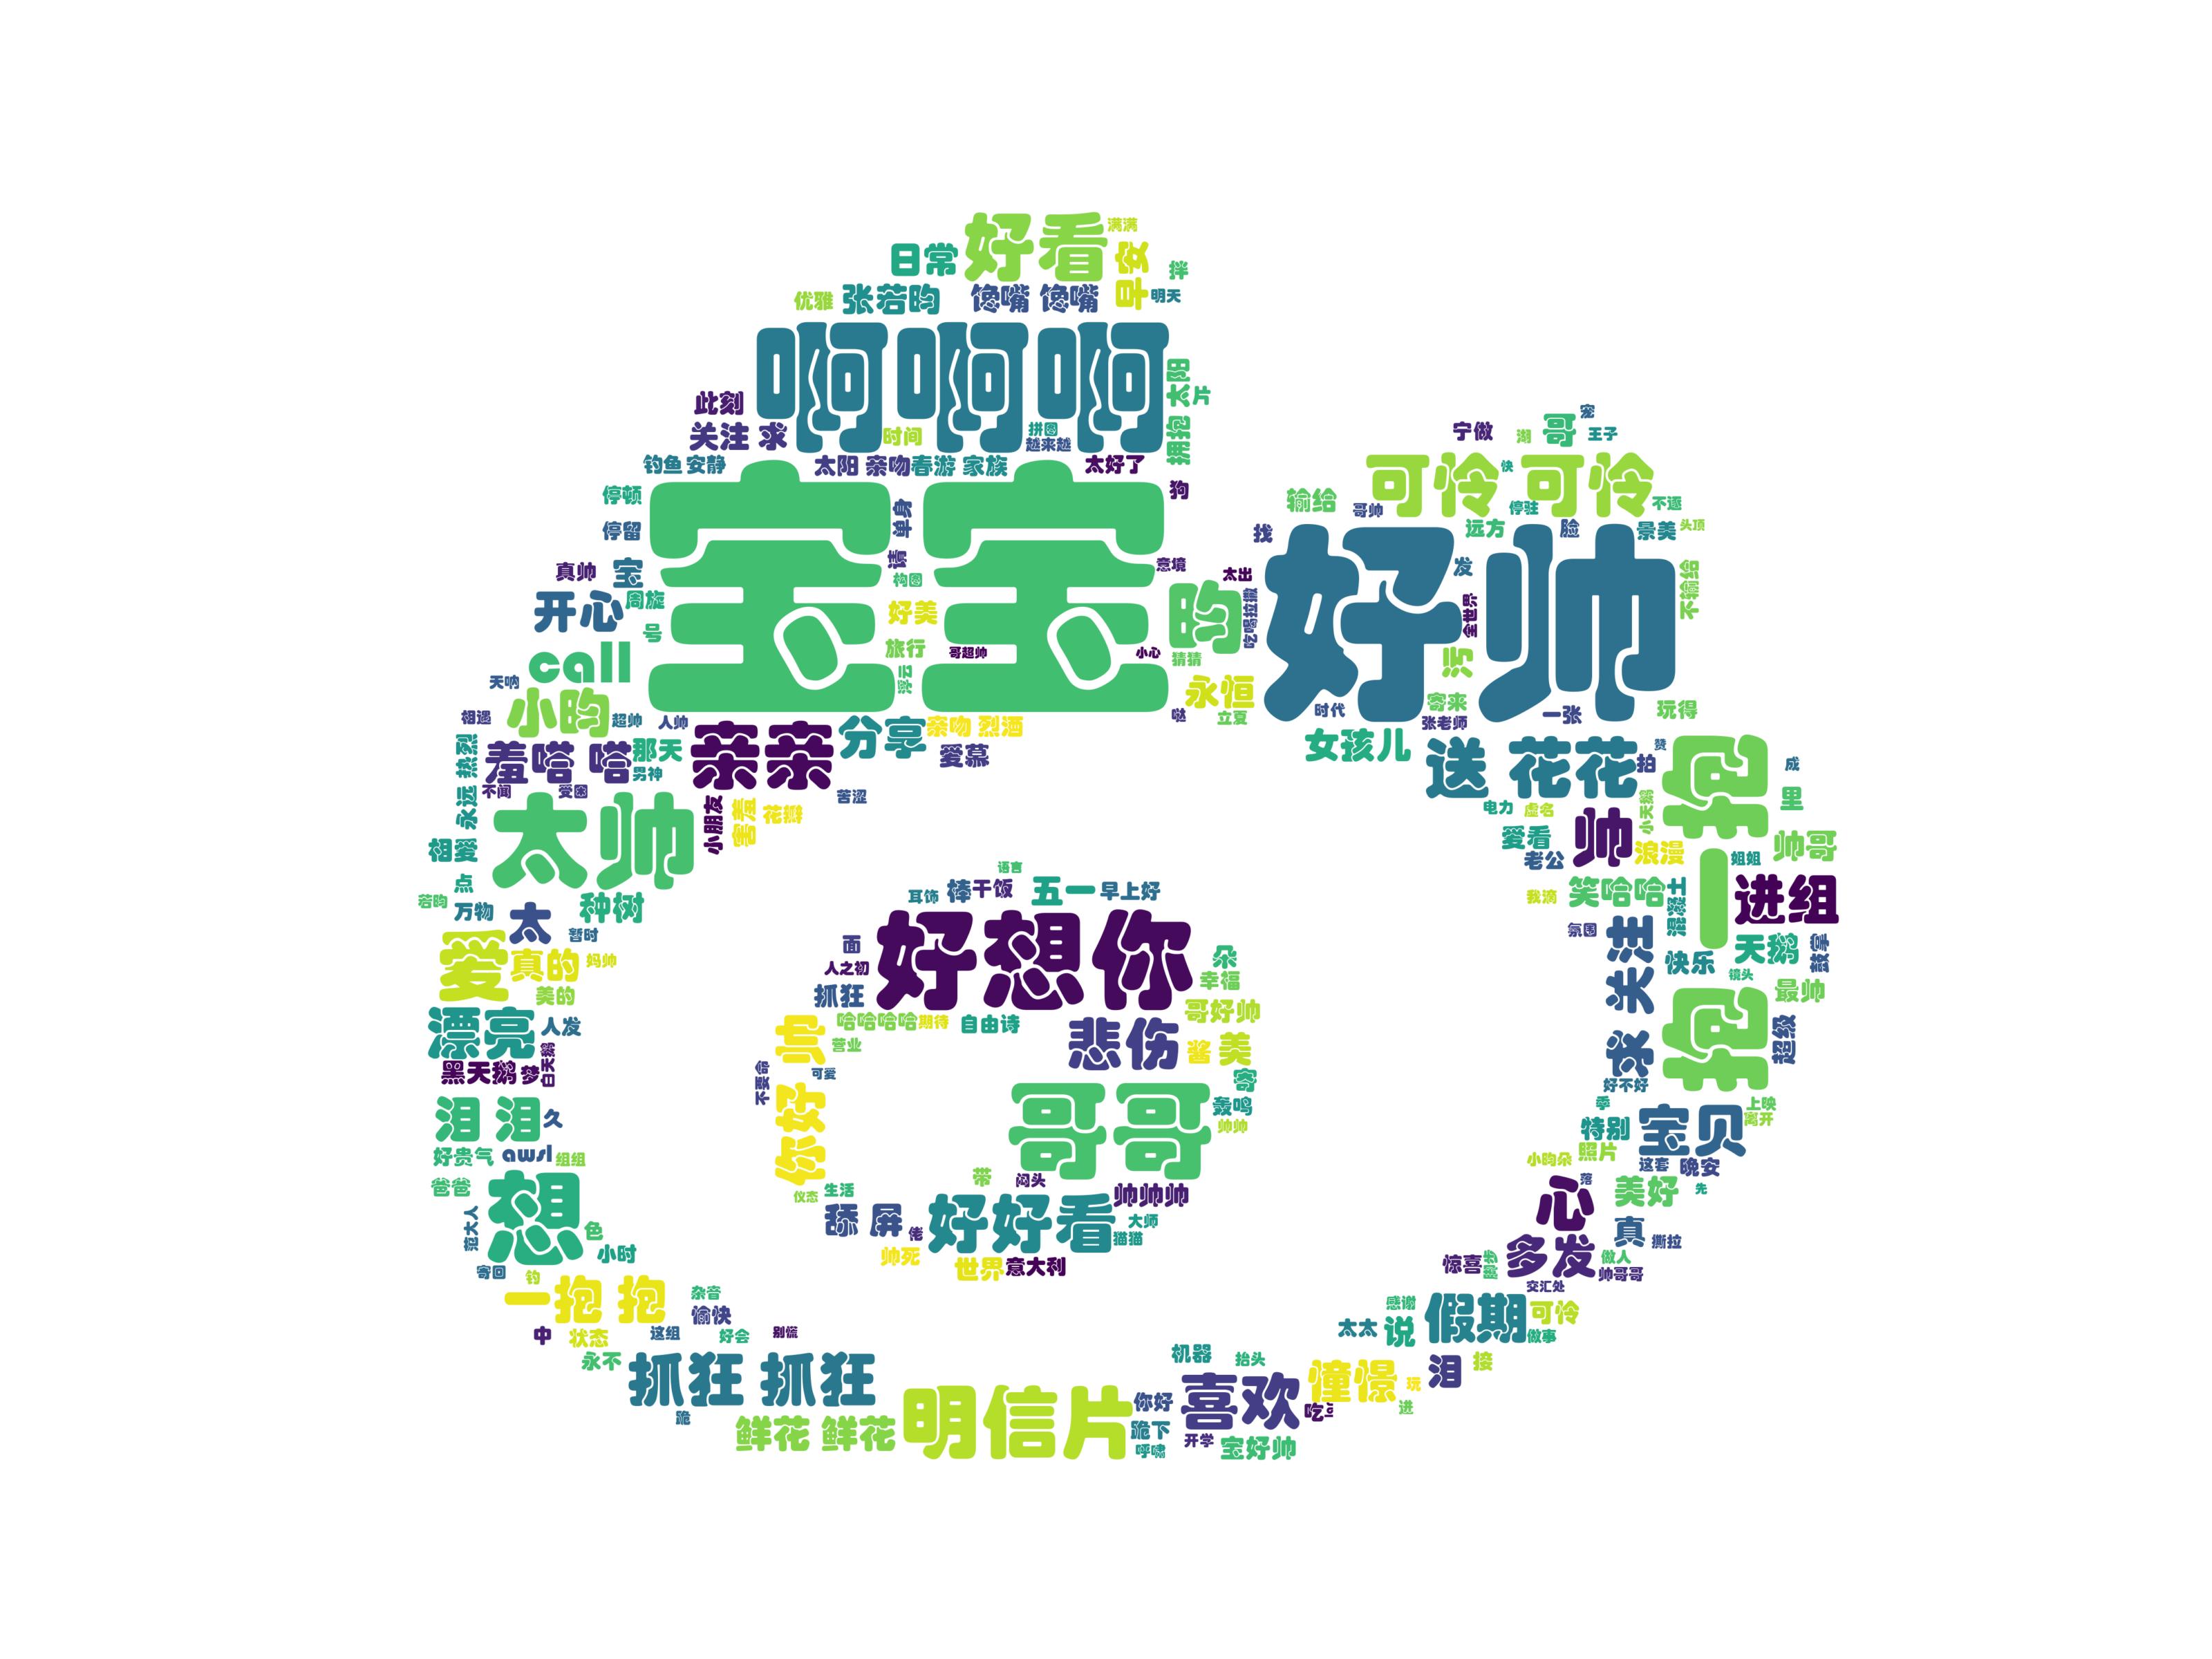 好看 满满
日常 早安 拌
优雅 张若昀 馋嘴 馋嘴 明天
啊啊啊
拥抱太阳 片
此刻
关注 求 时间 拼图
越来越
钓鱼 安静 太阳 亲吻 春游 家族 太好了
宠
宁做 湖 哥 王子
可怜 快 可怜
停顿 宝宝 单身 狗 输给 哥帅 停驻 不逐
停留 请 找 好帅 远方 脸 景美 头顶
真帅 宝 构图 意境 太出 发 不输给
开心 周旋 好美 昀 吃喝拉撒 全世界
号 旅行 哥超帅 小心 猜猜 污
call 浮云 永恒 寄来
天呐 小昀 哒 立夏 时代 张老师 一张 玩得
相遇 超帅 人帅 亲亲 分享 亲吻 烈酒
热烈 羞嗒 嗒 那天 爱慕 女孩儿 送 花花 赞 拍 成
不闻 受困 男神 苦涩 里
永远 太帅 小朋友 害羞 花瓣 电力 虚名 小天鹅
相爱 爱看 帅 帅哥
老公 浪漫 姐姐
点 语言
若昀 万物 太 种树 耳饰 棒 干饭 五一 早上好 我滴 笑哈哈 混凝土 进组
暂时 好想你 氛围 关注 天鹅 鼓掌
爱 真的 妈帅 面 朵 快乐 镜头
美的 人之初 幸福 最帅
抓狂 哥好帅
漂亮 人发 帅 哈哈哈哈 期待 自由诗 悲伤 求 超级
营业 酱 美
黑天鹅 梦 白天鹅 不要命 可爱 寄 好不好
泪 泪 久 你好 哥哥 轰鸣 季 上映
帅帅 特别 宝贝 离开
好贵气 awsl 组组 小昀朵 照片 这套 晚安
爸爸 想 仪态 生活 带 闷头 帅帅帅 心 落 美好 先
范大人 色 舔 屏 佬 好好看 大师 真 撕拉
小时 帅死 猫猫 惊喜 多发 做人
寄回 钓 世界 意大利 交汇处 帅哥哥
一抱 抱 杂音 愉快 感谢 假期 可怜
中 状态 这组 好会 别慌 太太 说 做事
永不 抓狂 抓狂 机器 抬头 憧憬 泪 接
跪 明信片 你好 喜欢 玩 进
鲜花 鲜花 跪下 吃
呼啸 开学 宝好帅